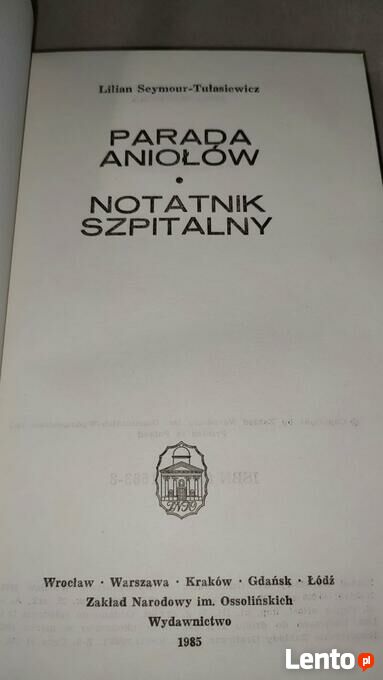 Lilian Seymour-Tułasiewicz
PARADA
ANIOŁÓW
•
NOTATNIK
SZPITALNY
ZNIO
Wrocław · Warszawa · Kraków · Gdańsk · Łódź
Zakład Narodowy im. Ossolińskich
Wydawnictwo
1985
Lento.pl